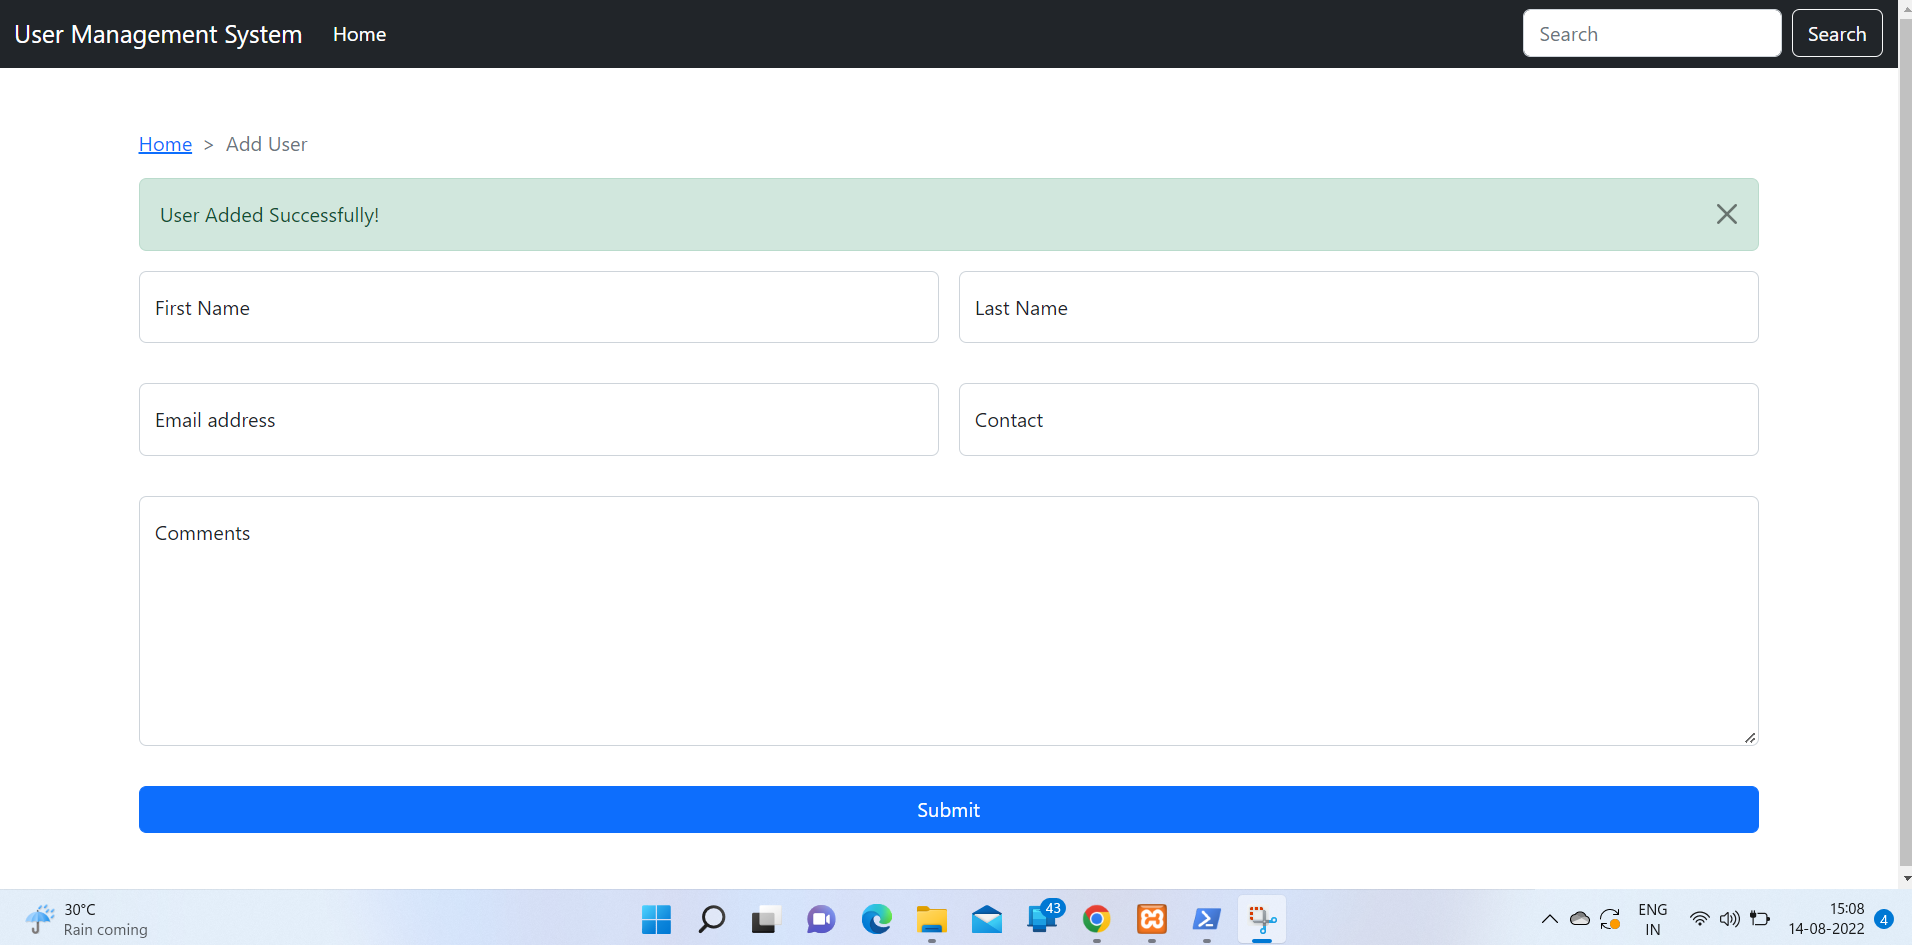 User Management System Home Search Search
Home > Add User
User Added Successfully!
First Name Last Name
Email address Contact
Comments
Submit
30°C
Rain coming
43
ENG
IN
15:08
14-08-2022
4